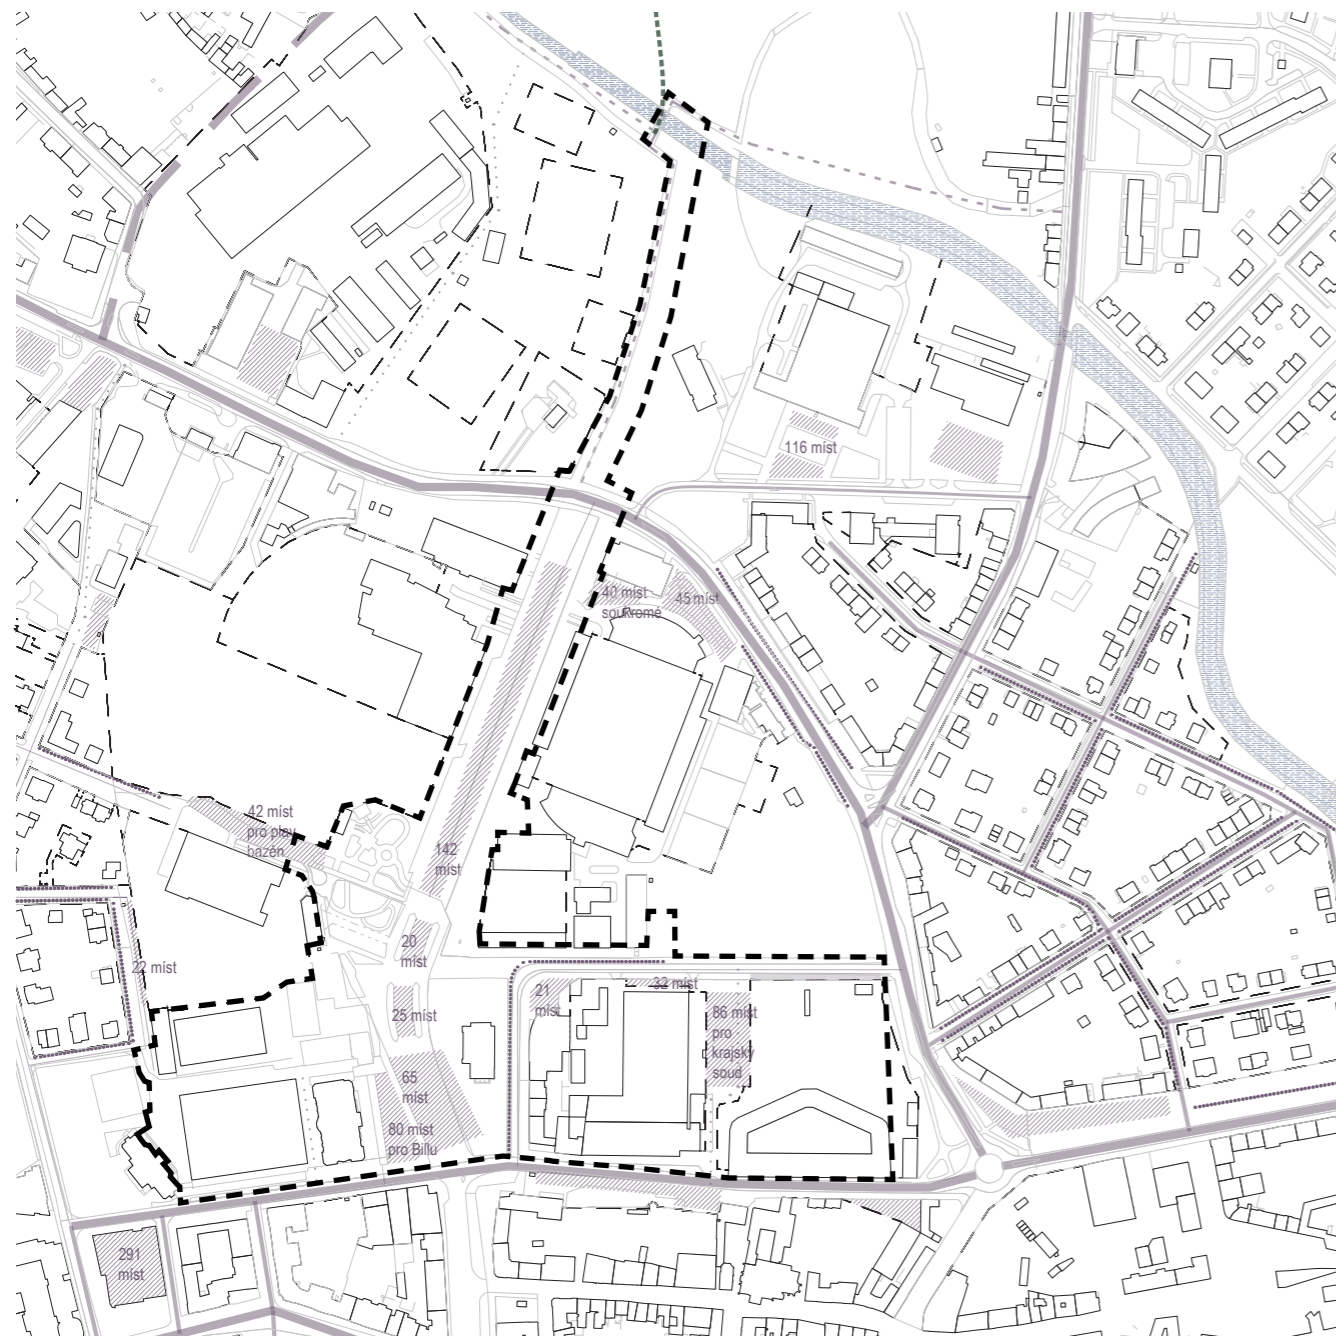 116 míst
40 míst
soukromé
45 míst
42 míst
pro plav.
bazén
142
míst
20
míst
22 míst
32 míst
21
míst
25 míst
86 míst
pro
krajský
soud
65
míst
80 míst
pro Billu
291
míst